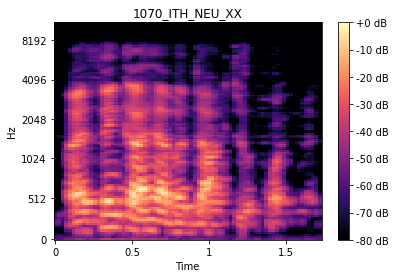 1070_ITH_NEU_XX
Hz
8192
4096
2048
1024
512
0
0
0.5
1
1.5
Time
+0 dB
-10 dB
-20 dB
-30 dB
-40 dB
-50 dB
-60 dB
-70 dB
-80 dB